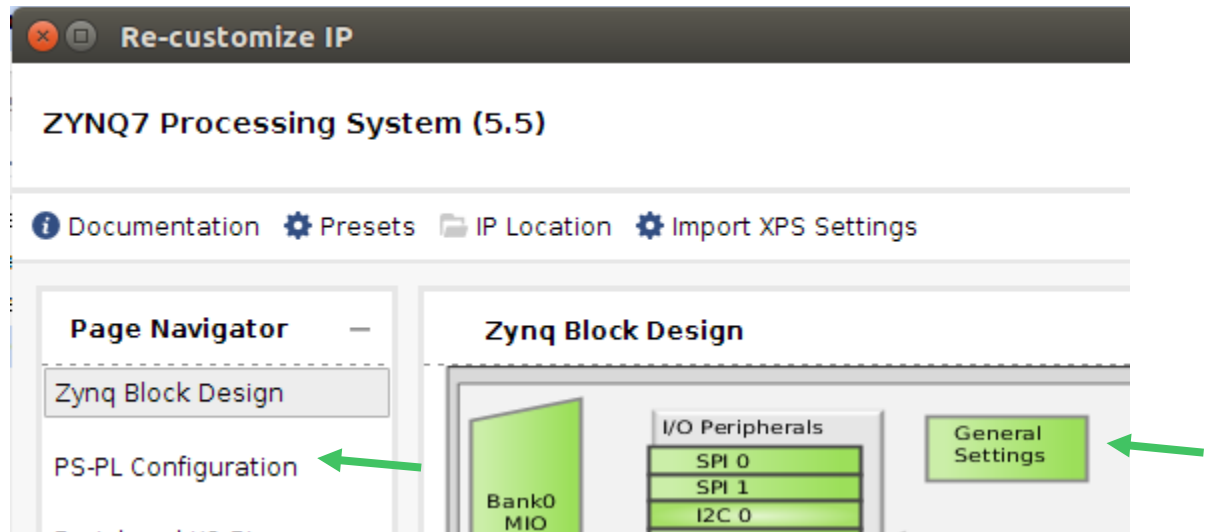 Re-customize IP
ZYNQ7 Processing System (5.5)
Documentation Presets IP Location Import XPS Settings
Page Navigator
Zynq Block Design
PS-PL Configuration
Zynq Block Design
Bank0
MIO
I/O Peripherals
SPI 0
SPI 1
I2C 0
General
Settings